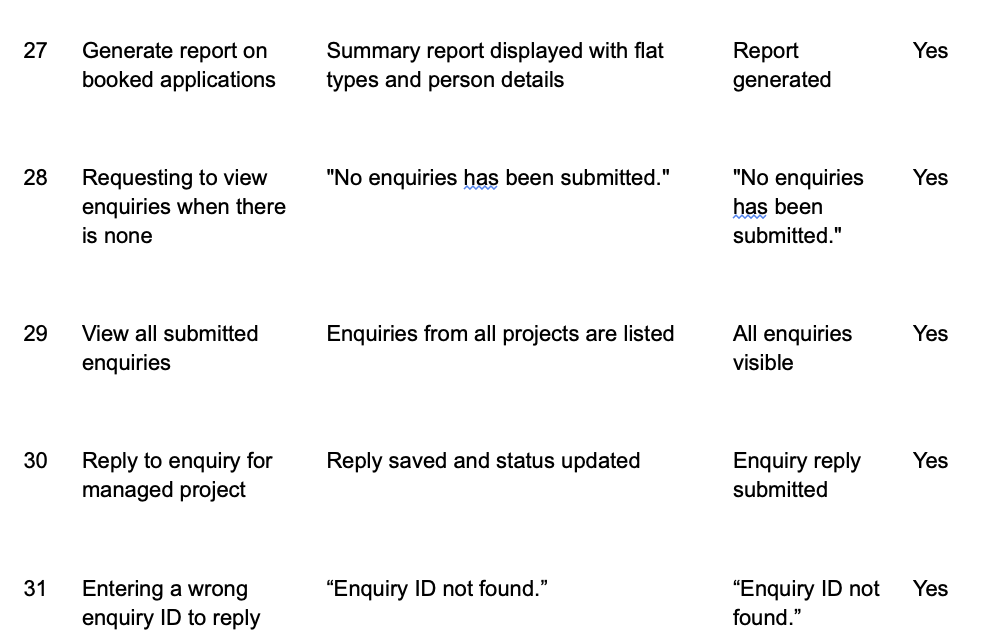 27 Generate report on Summary report displayed with flat Report Yes
booked applications types and person details generated
28 Requesting to view "No enquiries has been submitted." "No enquiries Yes
enquiries when there has been
is none submitted."
29 View all submitted Enquiries from all projects are listed All enquiries Yes
enquiries visible
30 Reply to enquiry for Reply saved and status updated Enquiry reply Yes
managed project submitted
31 Entering a wrong “Enquiry ID not found.” “Enquiry ID not Yes
enquiry ID to reply found.”